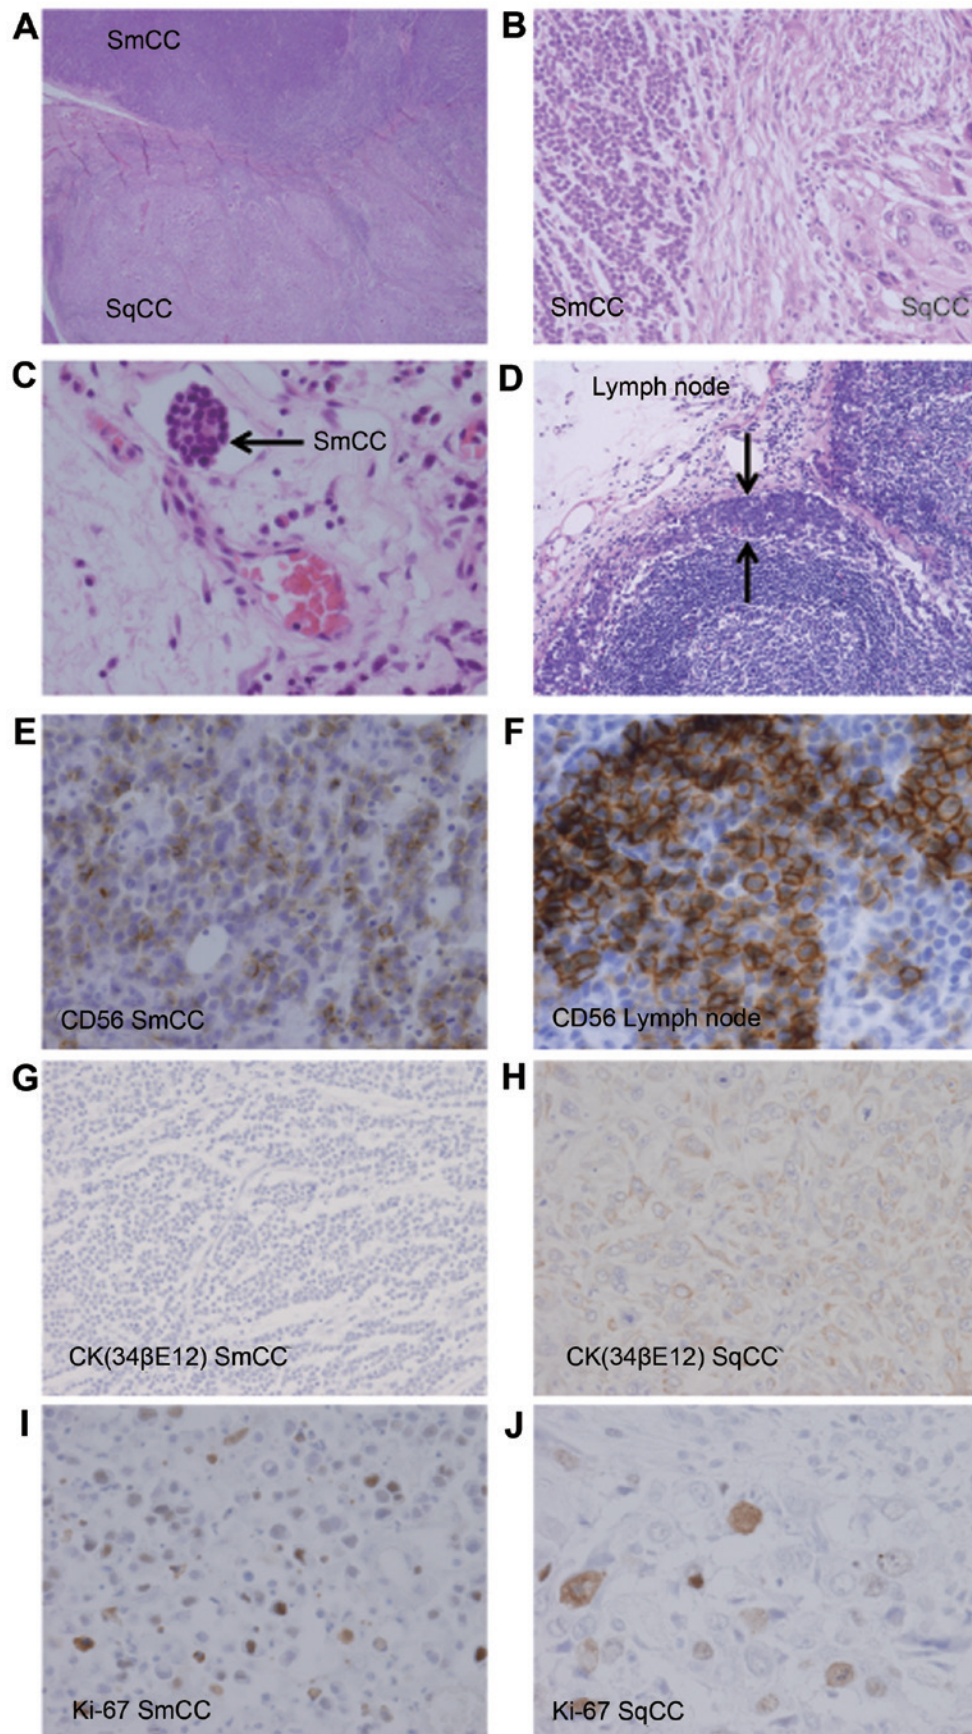 A
SmCC
SqCC
B
SmCC
SqCC
C
SmCC
D
Lymph node
E
CD56 SmCC
F
CD56 Lymph node
G
CK(34βE12) SmCC
H
CK(34βE12) SqCC
I
Ki-67 SmCC
J
Ki-67 SqCC